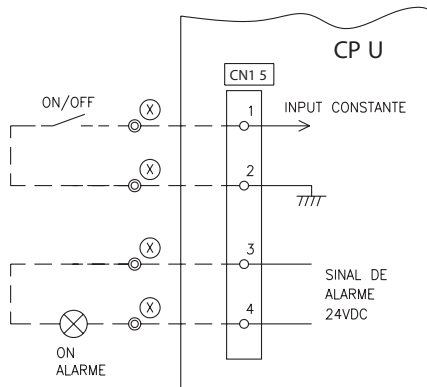 CP U
CN1 5
ON/OFF
X
1
INPUT CONSTANTE
X
2
X
3
SINAL DE
ALARME
24VDC
X
4
ON
ALARME